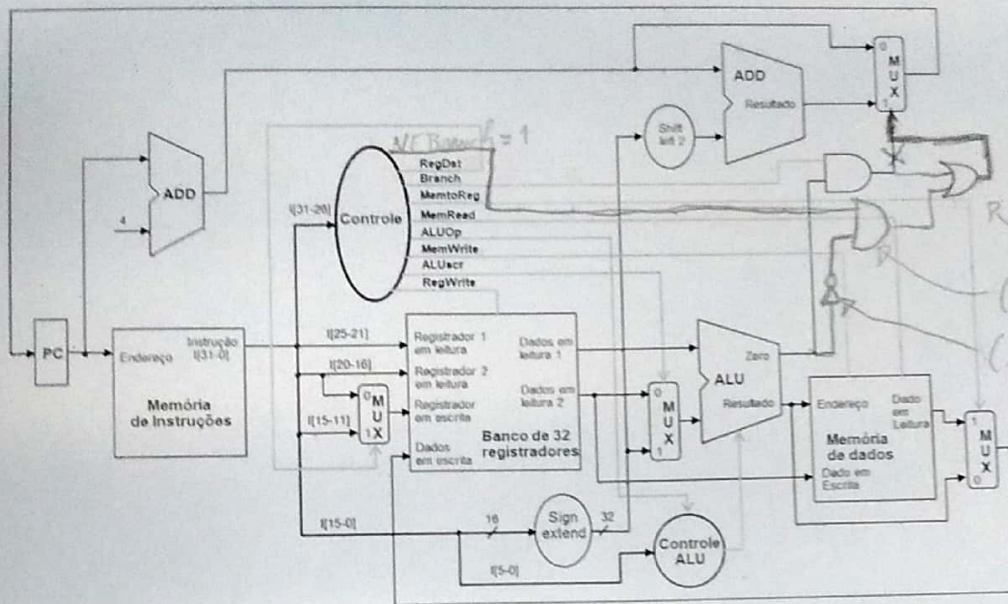 0
M
U
X
1
ADD
Resultado
Shift
left 2
NEBranch = 1
RegDst
Branch
MemtoReg
MemRead
ALUOp
MemWrite
ALUscr
RegWrite
Controle
I[31-26]
ADD
4
PC
Endereço
Instrução
I[31-0]
Memória
de Instruções
I[25-21]
I[20-16]
I[15-11]
0
M
U
X
1
Registrador 1
em leitura
Registrador 2
em leitura
Registrador
em escrita
Dados
em escrita
Dados em
leitura 1
Dados em
leitura 2
Banco de 32
registradores
0
M
U
X
1
Zero
ALU
Resultado
Endereço
Dado
em
Leitura
Memória
de dados
Dado em
Escrita
1
M
U
X
0
I[15-0]
16
Sign
extend
32
I[5-0]
Controle
ALU